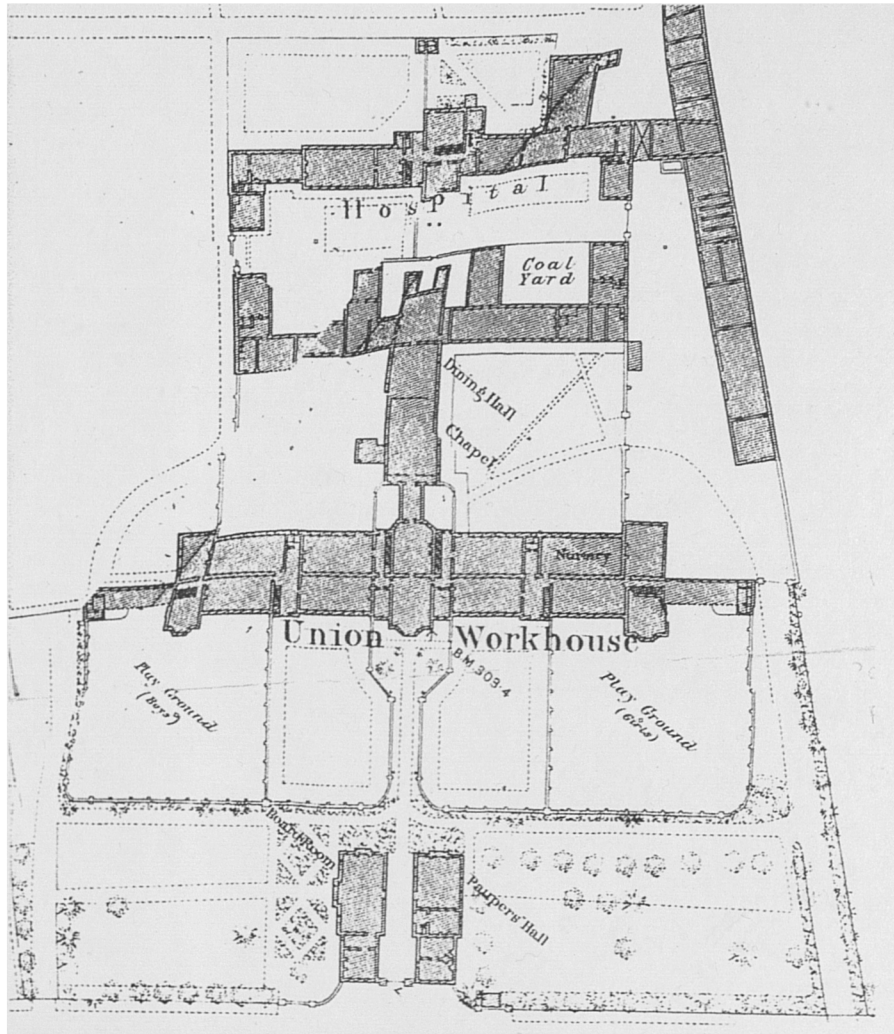 Hospital
Coal
Yard
Dining Hall
Chapel
Nursery
Union Workhouse
B.M. 303.4
Play Ground
(Boys)
Play Ground
(Girls)
Board Room
Paupers Hall